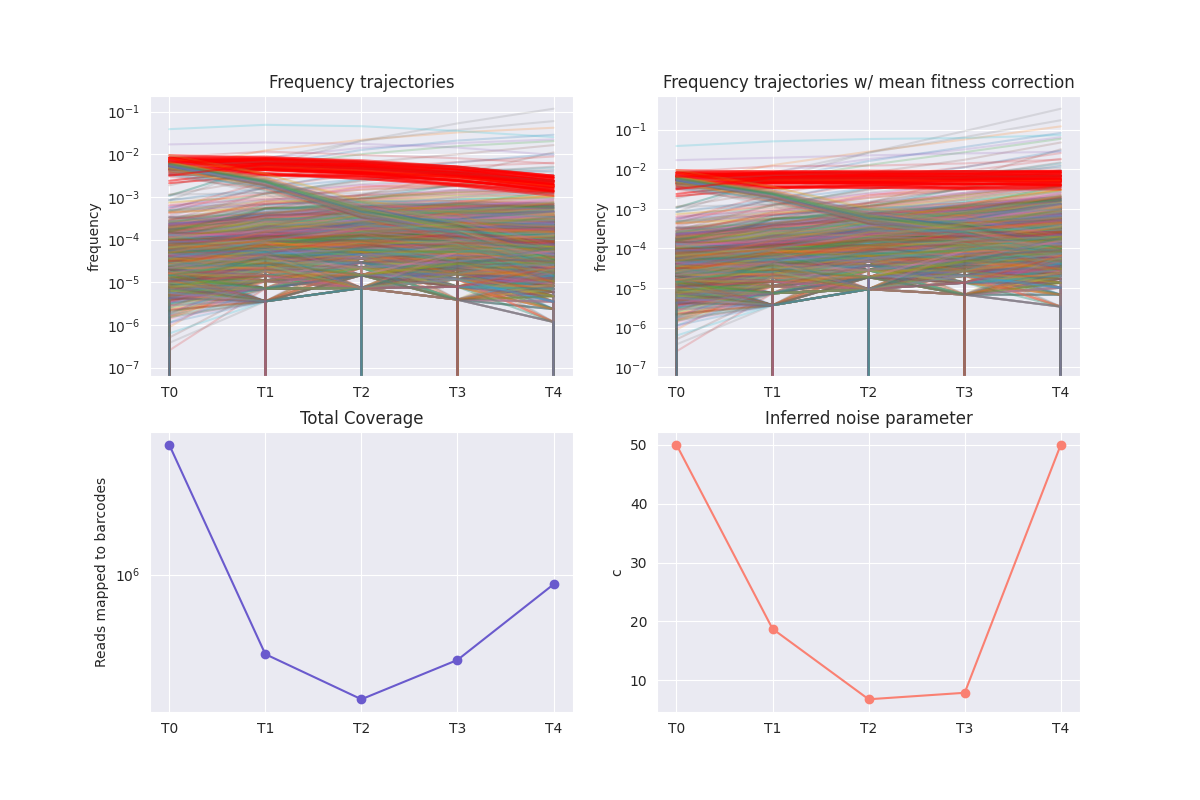 Frequency trajectories
frequency
10⁻¹
10⁻²
10⁻³
10⁻⁴
10⁻⁵
10⁻⁶
10⁻⁷
T0 T1 T2 T3 T4
Frequency trajectories w/ mean fitness correction
frequency
10⁻¹
10⁻²
10⁻³
10⁻⁴
10⁻⁵
10⁻⁶
10⁻⁷
T0 T1 T2 T3 T4
Total Coverage
Reads mapped to barcodes
10⁶
T0 T1 T2 T3 T4
Inferred noise parameter
c
50
40
30
20
10
T0 T1 T2 T3 T4